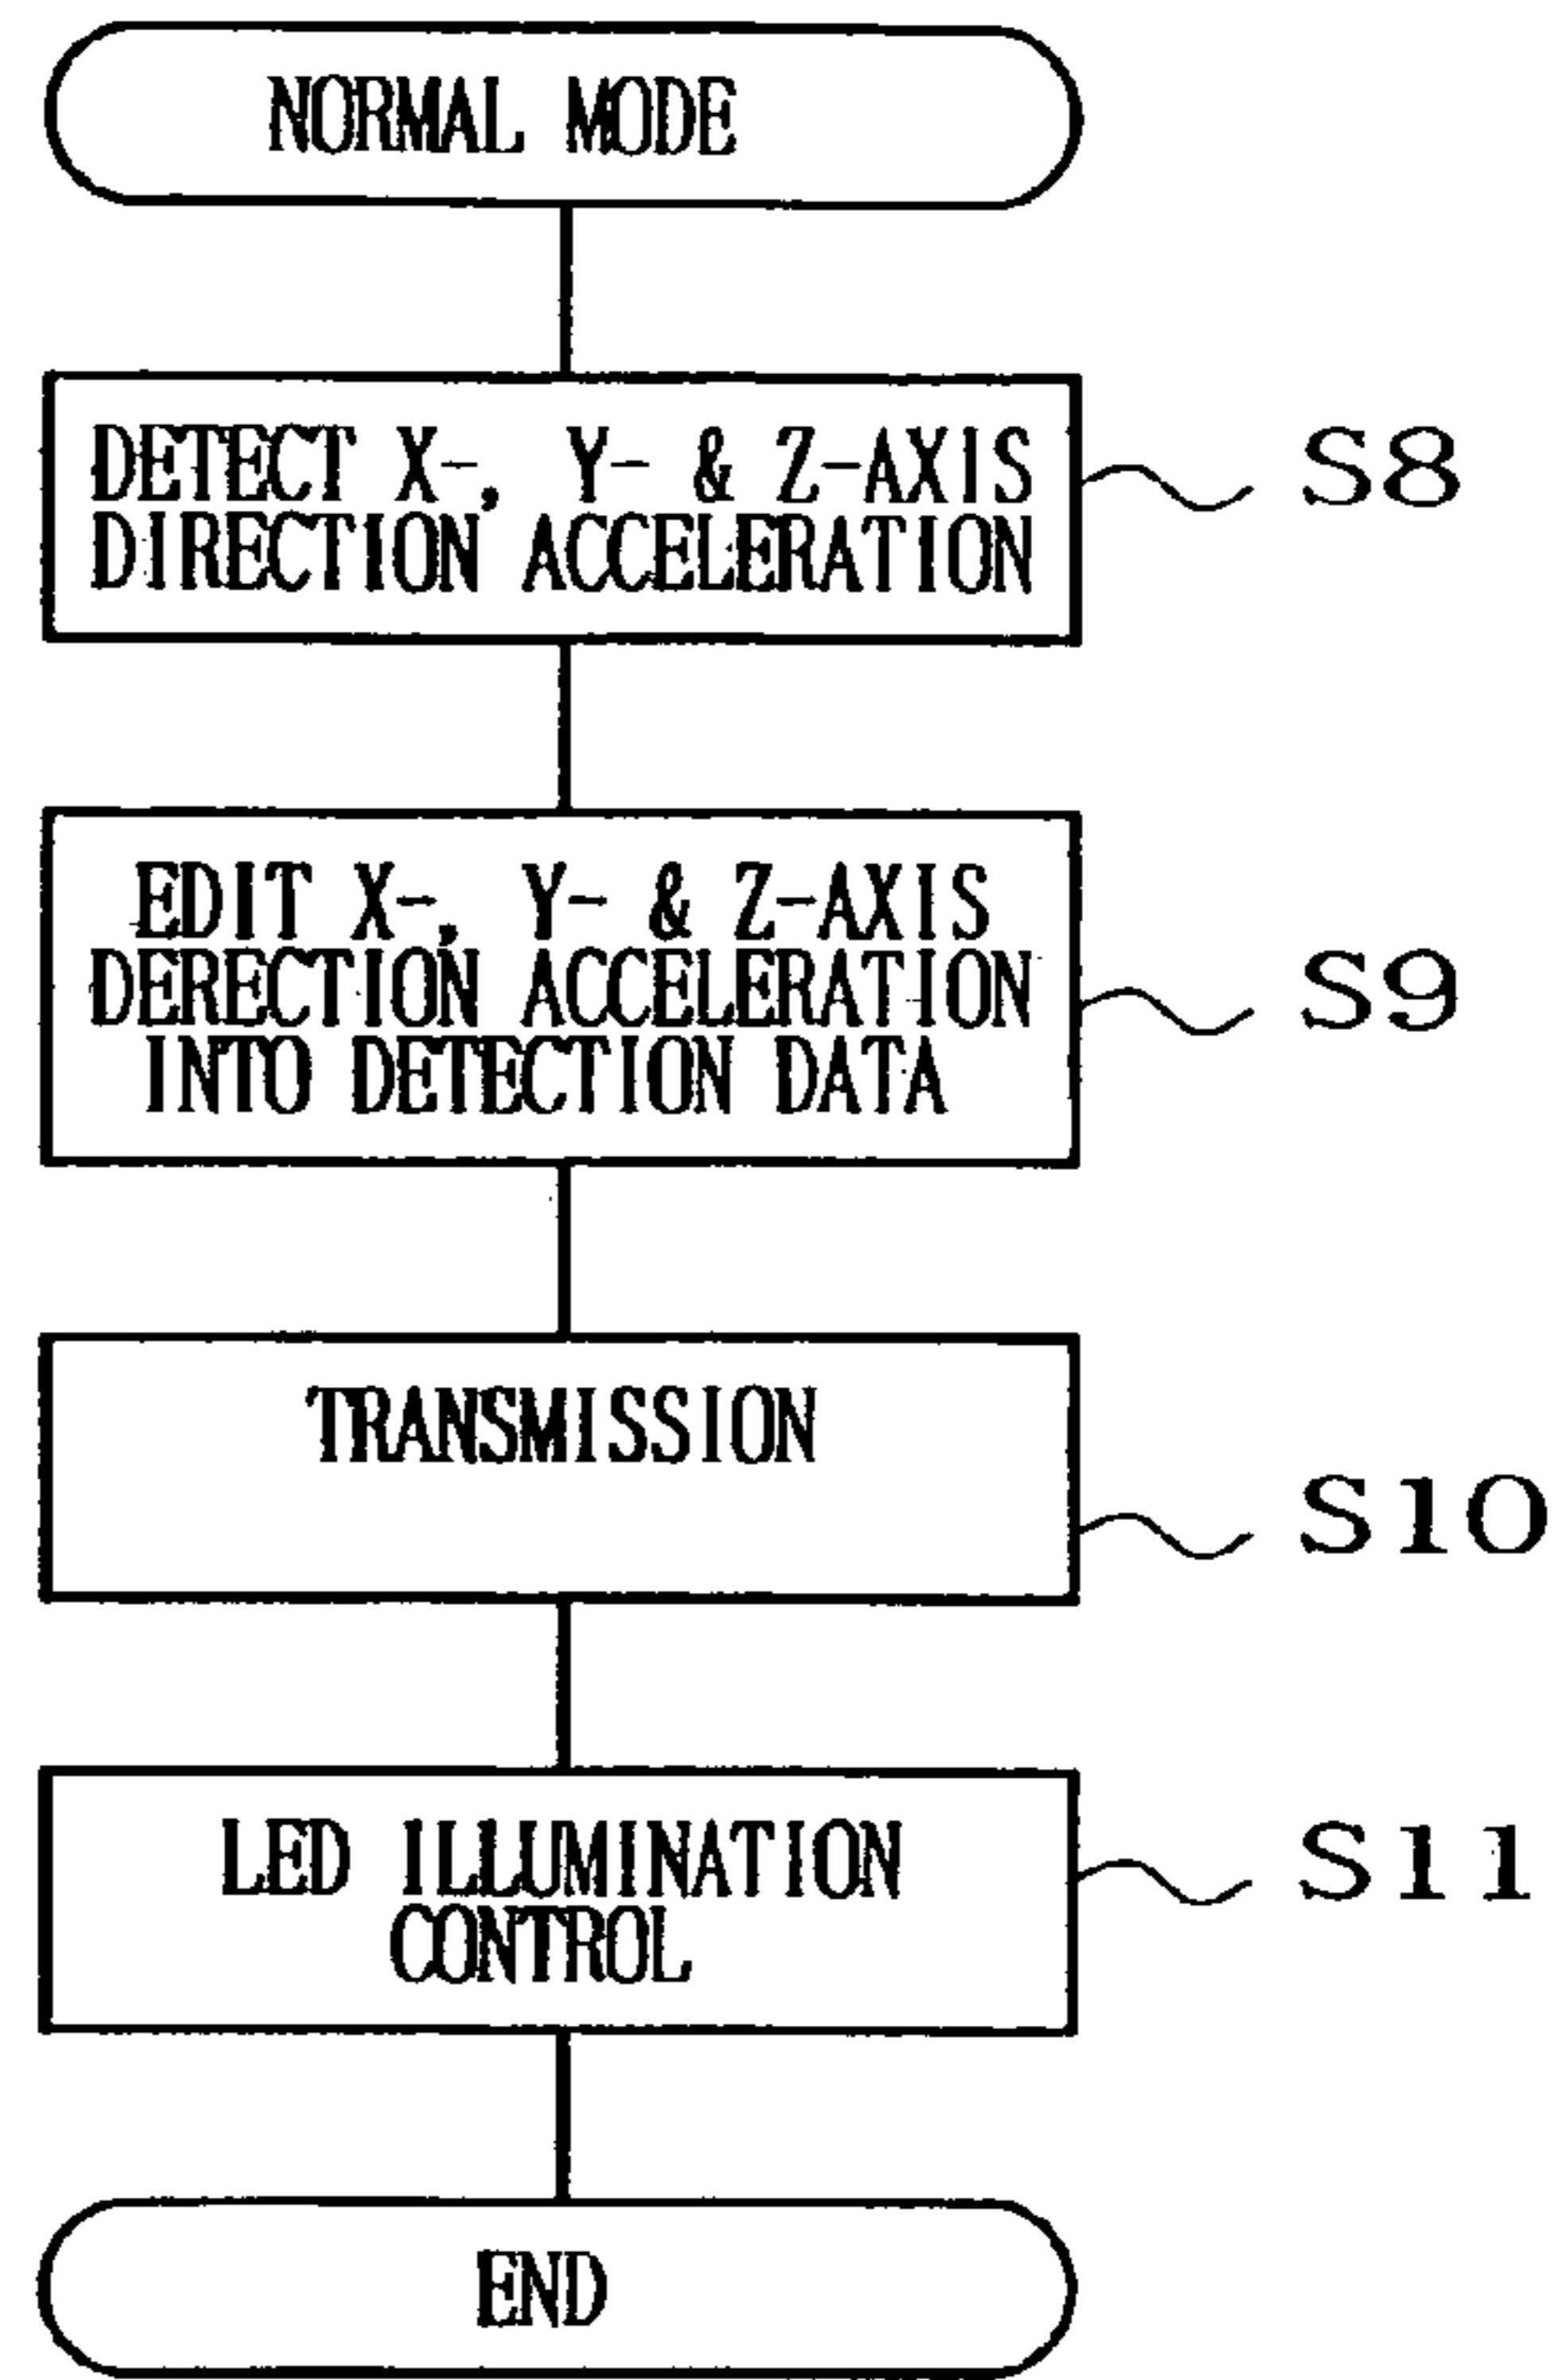 NORMAL MODE
DETECT X-, Y- & Z-AXIS
DIRECTION ACCELERATION
S8
EDIT X-, Y- & Z-AXIS
DERECTION ACCELERATION
INTO DETECTION DATA
S9
TRANSMISSION
S10
LED ILLUMINATION
CONTROL
S11
END